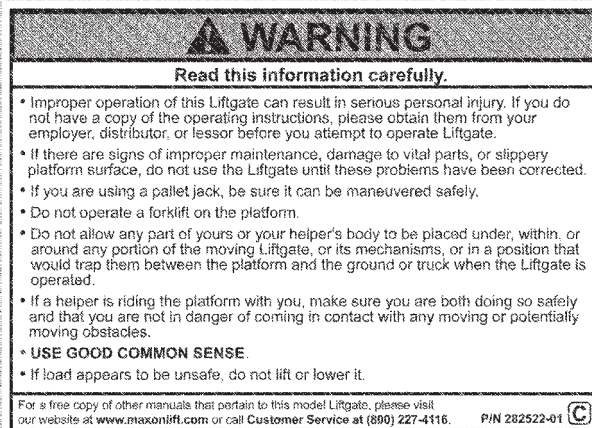 WARNING
Read this information carefully.
• Improper operation of this Liftgate can result in serious personal injury. If you do
not have a copy of the operating instructions, please obtain them from your
employer, distributor, or lessor before you attempt to operate Liftgate.
• If there are signs of improper maintenance, damage to vital parts, or slippery
platform surface, do not use the Liftgate until these problems have been corrected.
• If you are using a pallet jack, be sure it can be maneuvered safely.
• Do not operate a forklift on the platform.
• Do not allow any part of yours or your helper's body to be placed under, within, or
around any portion of the moving Liftgate, or its mechanisms, or in a position that
would trap them between the platform and the ground or truck when the Liftgate is
operated.
• If a helper is riding the platform with you, make sure you are both doing so safely
and that you are not in danger of coming in contact with any moving or potentially
moving obstacles.
• USE GOOD COMMON SENSE.
• If load appears to be unsafe, do not lift or lower it.
For a free copy of other manuals that pertain to this model Liftgate, please visit
our website at www.maxonlift.com or call Customer Service at (800) 227-4116. P/N 282522-01 C